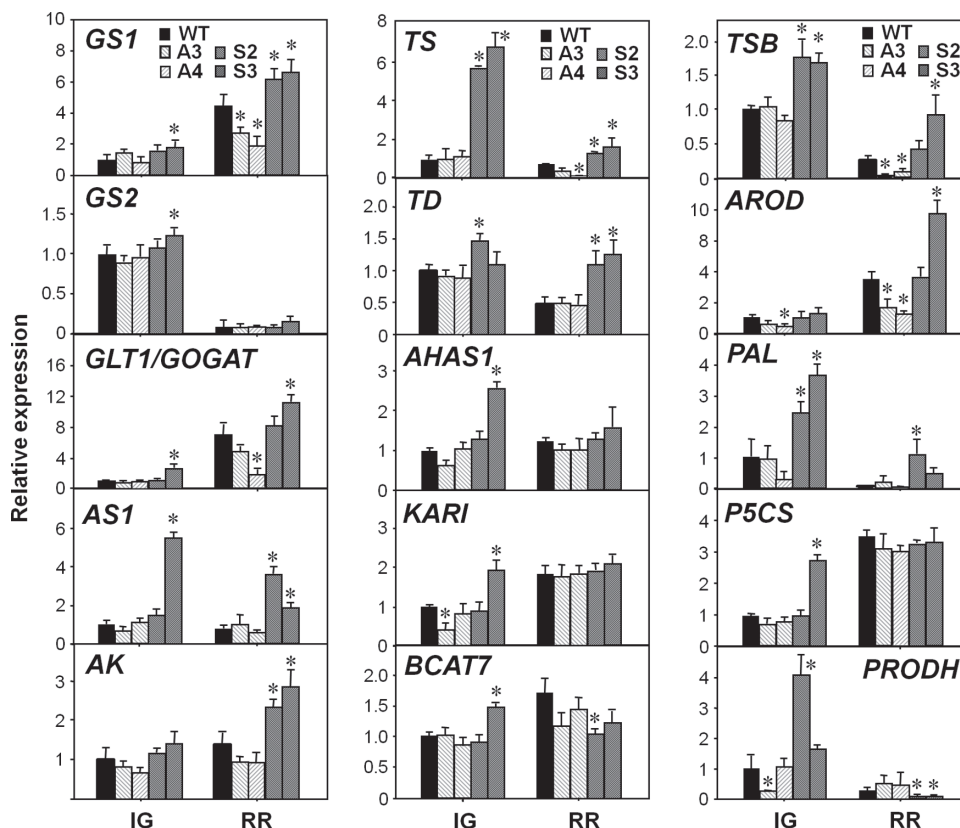 Relative expression
GS1
WT
A3 S2
A4 S3
10
8
6
4
2
0
* * * * *
GS2
1.5
1.0
0.5
0
*
GLT1/GOGAT
12
8
4
0
* * *
AS1
6
4
2
0
* * *
AK
3
2
1
* *
IG RR
TS
WT
A3 S2
A4 S3
8
6
4
2
0
* * * * *
TD
2.0
1.5
1.0
0.5
0
* * *
AHAS1
3
2
1
0
*
KARI
3
2
1
0
* *
BCAT7
2.0
1.5
1.0
0.5
0.0
* *
IG RR
TSB
WT
A3 S2
A4 S3
2.0
1.5
1.0
0.5
0.0
* * * * *
AROD
10
8
4
2
0
* * * *
PAL
4
3
2
1
0
* * *
P5CS
4
3
2
1
0
*
PRODH
4
3
2
1
0
* * * *
IG RR